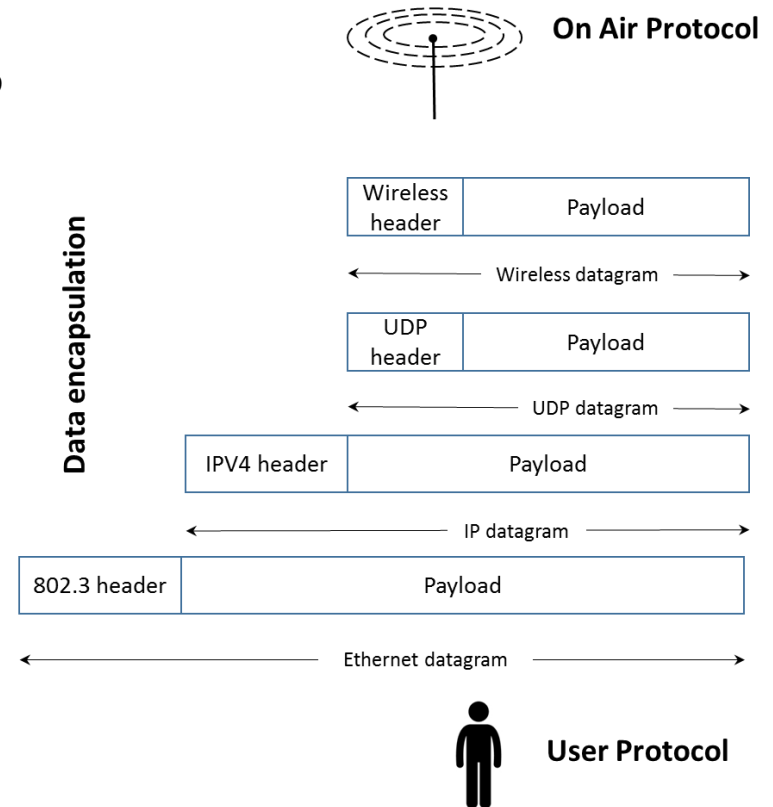 On Air Protocol
)
Wireless
header
Payload
Wireless datagram
UDP
header
Payload
UDP datagram
Data encapsulation
IPV4 header
Payload
IP datagram
802.3 header
Payload
Ethernet datagram
User Protocol